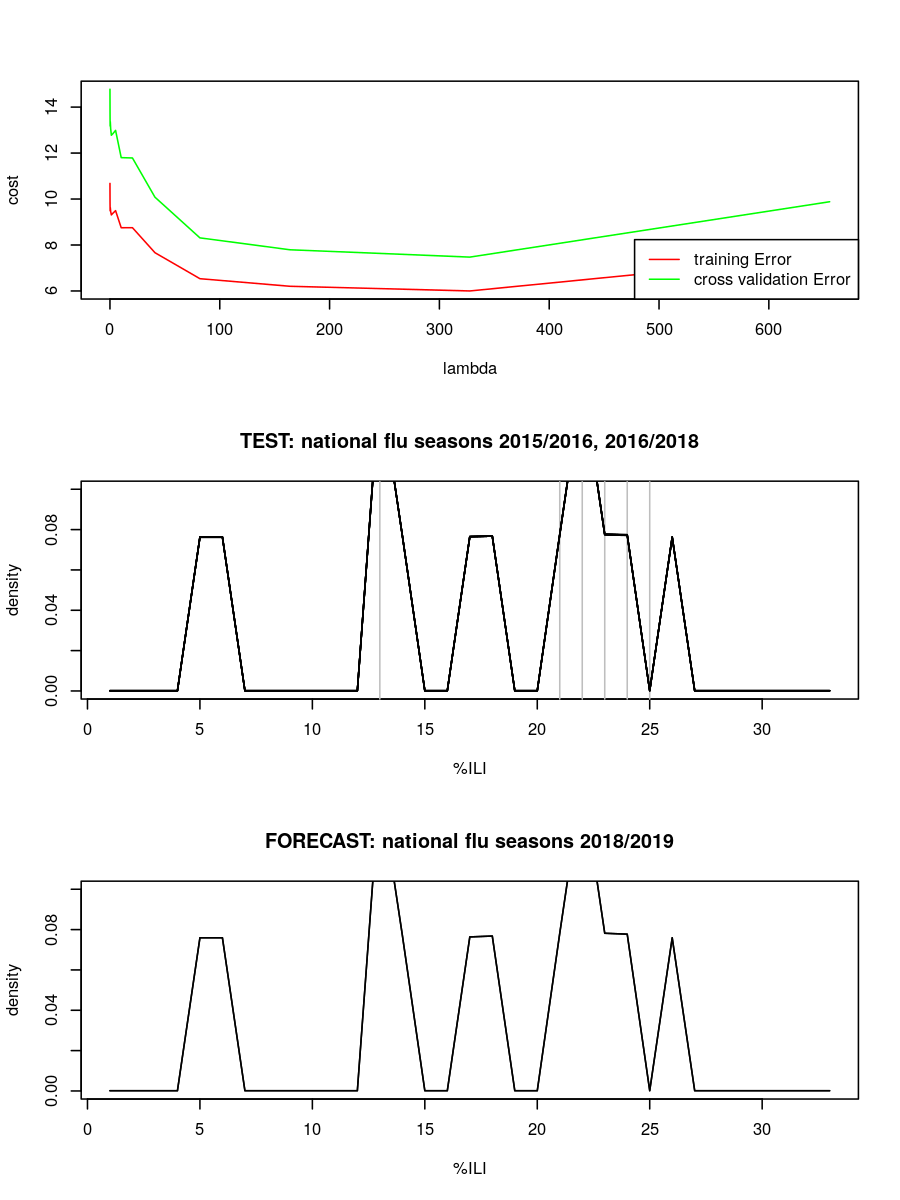 14
12
10
8
6
cost
training Error
cross validation Error
0 100 200 300 400 500 600
lambda
TEST: national flu seasons 2015/2016, 2016/2018
0.08
0.04
0.00
density
0 5 10 15 20 25 30
%ILI
FORECAST: national flu seasons 2018/2019
0.08
0.04
0.00
density
0 5 10 15 20 25 30
%ILI